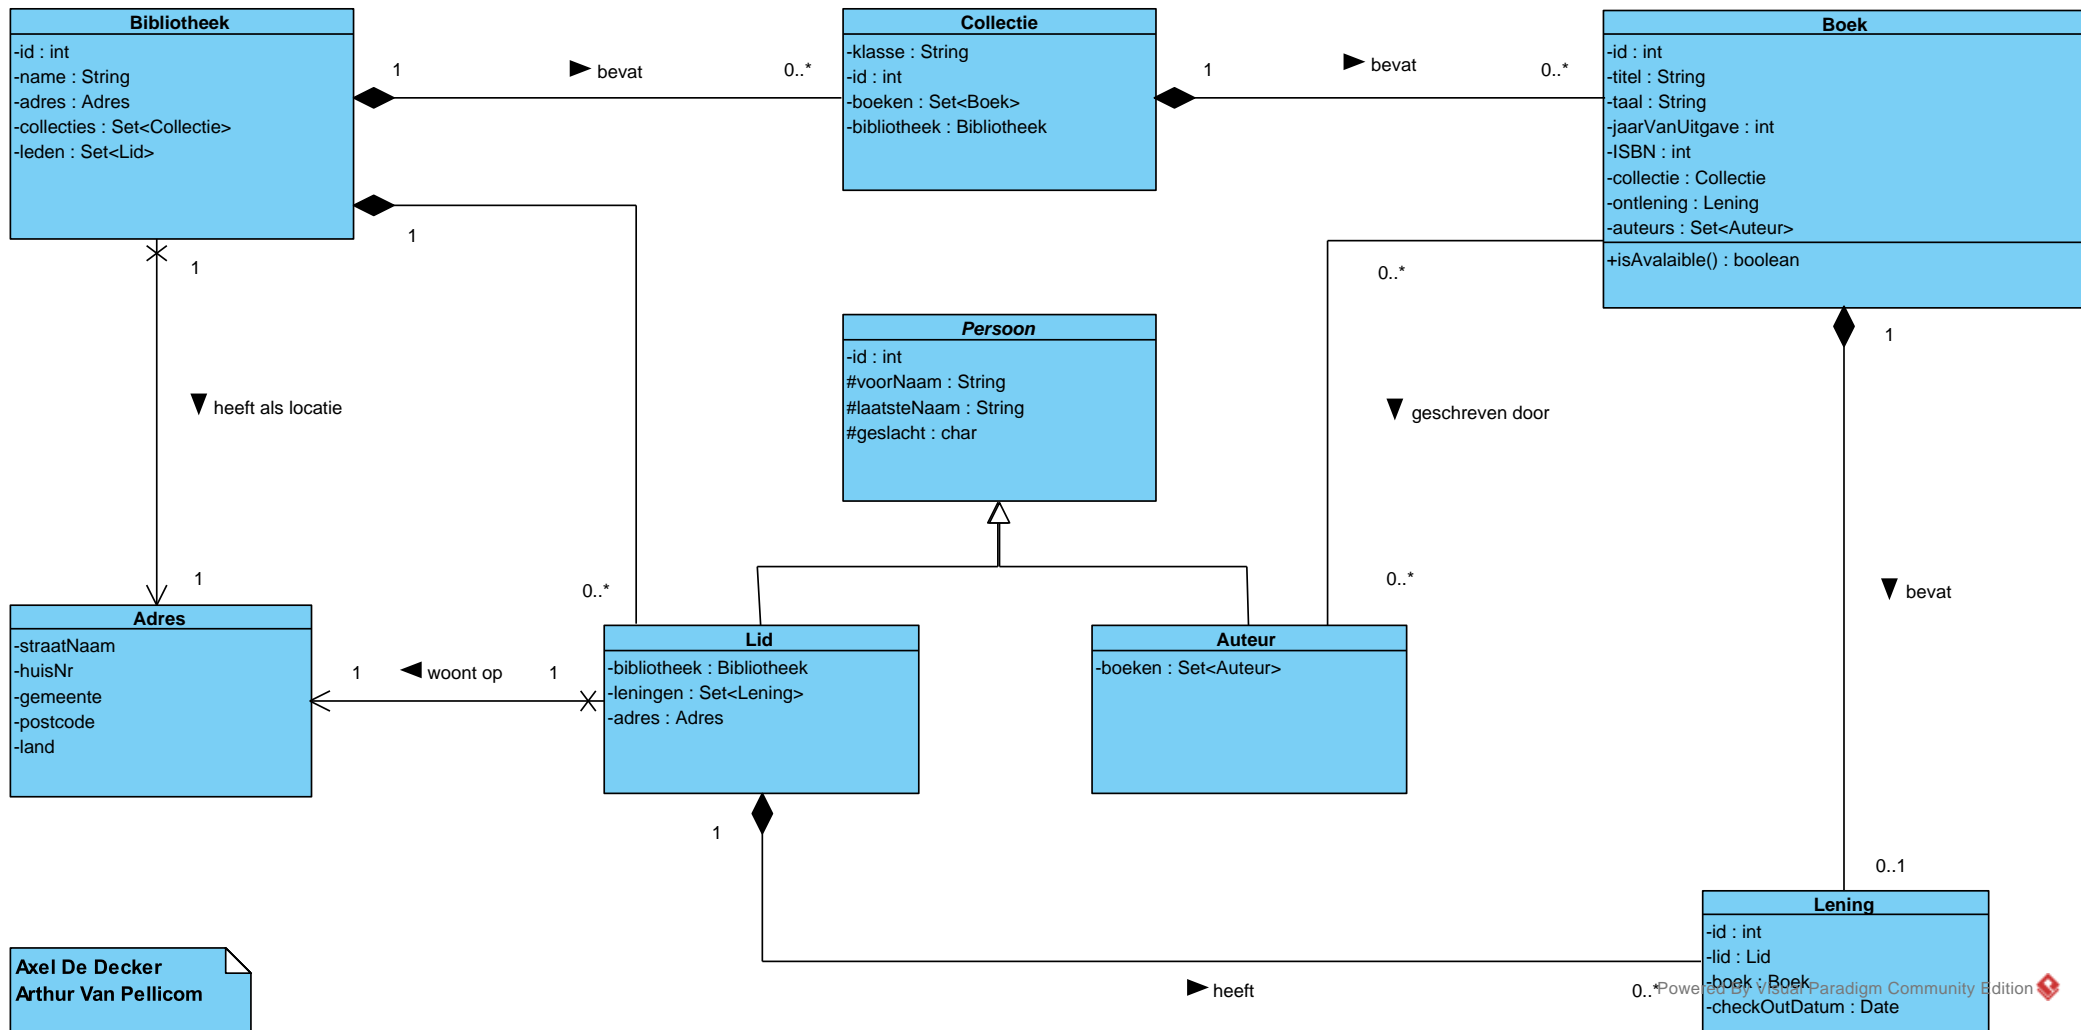 Bibliotheek
-id : int
-name : String
-adres : Adres
-collecties : Set<Collectie>
-leden : Set<Lid>
1
bevat
0..*
Collectie
-klasse : String
-id : int
-boeken : Set<Boek>
-bibliotheek : Bibliotheek
1
bevat
0..*
Boek
-id : int
-titel : String
-taal : String
-jaarVanUitgave : int
-ISBN : int
-collectie : Collectie
-ontlening : Lening
-auteurs : Set<Auteur>
+isAvalaible() : boolean
1
1
0..*
1
Persoon
-id : int
#voorNaam : String
#laatsteNaam : String
#geslacht : char
heeft als locatie
geschreven door
1
0..*
0..*
bevat
Adres
-straatNaam
-huisNr
-gemeente
-postcode
-land
1
woont op
1
Lid
-bibliotheek : Bibliotheek
-leningen : Set<Lening>
-adres : Adres
Auteur
-boeken : Set<Auteur>
1
0..1
Lening
-id : int
-lid : Lid
-boek : Boek
-checkOutDatum : Date
heeft
0..*
Powered By Visual Paradigm Community Edition
Axel De Decker
Arthur Van Pellicom